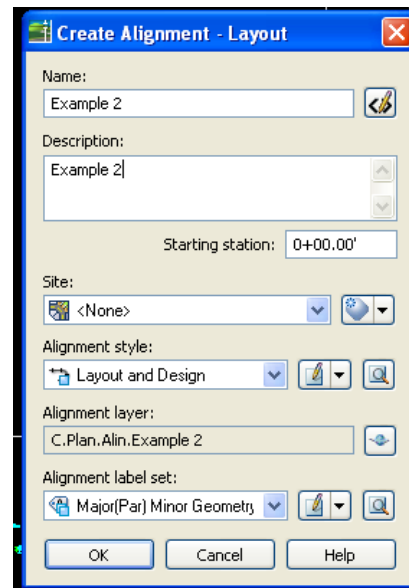 Create Alignment - Layout
Name:
Example 2
Description:
Example 2
Starting station: 0+00.00'
Site:
<None>
Alignment style:
Layout and Design
Alignment layer:
C.Plan.Alin.Example 2
Alignment label set:
Major(Par) Minor Geometry
OK Cancel Help